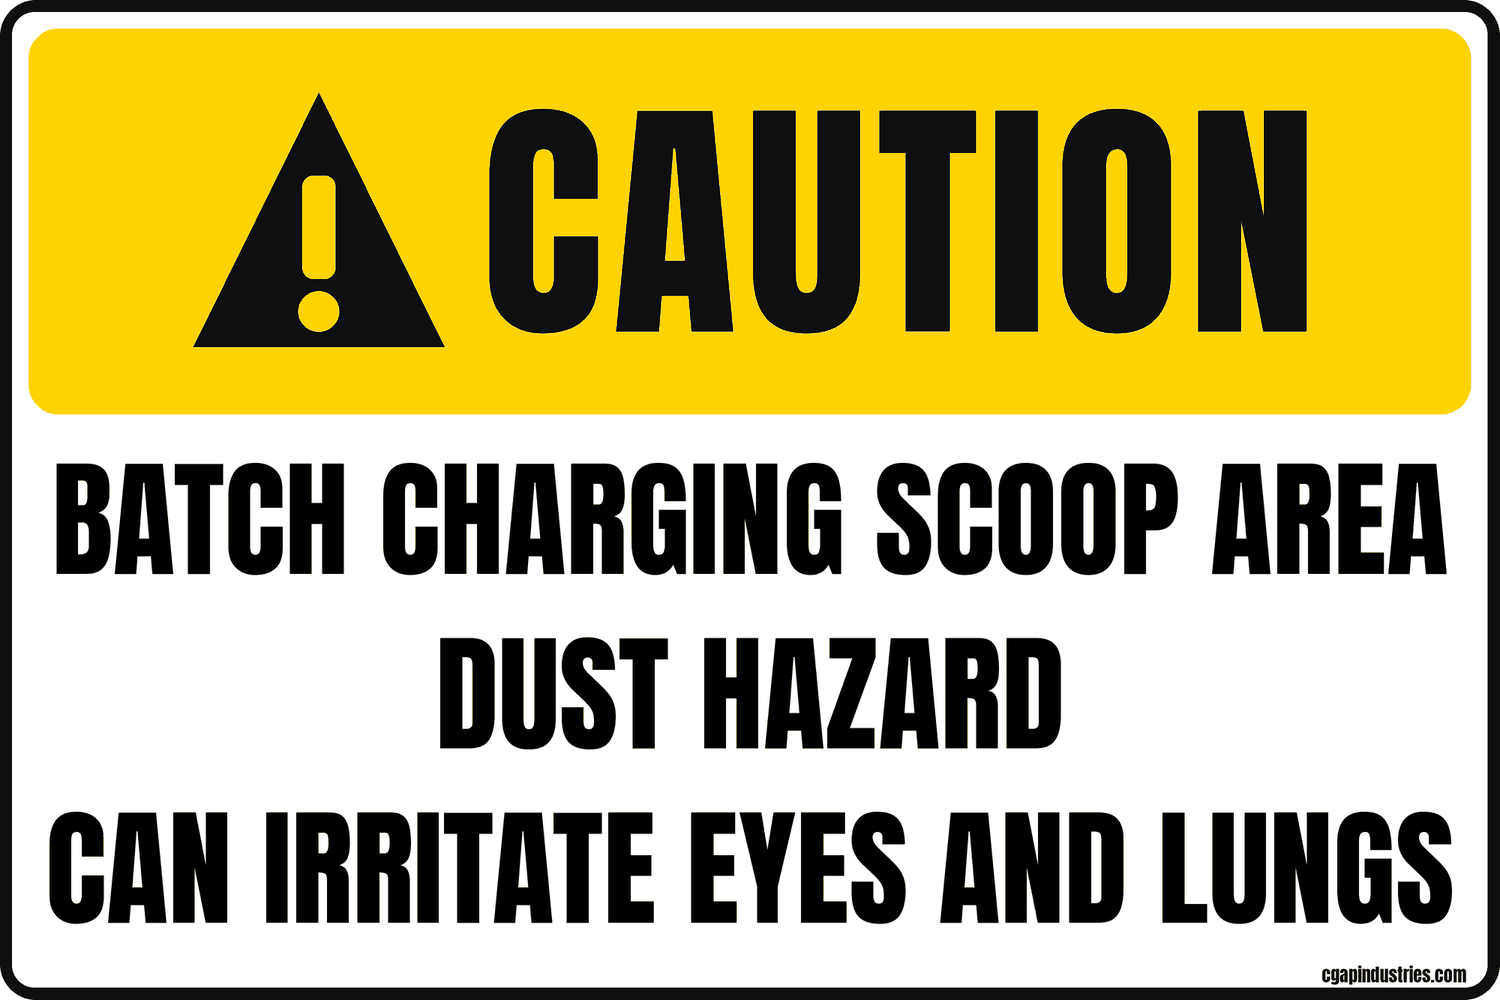 CAUTION
BATCH CHARGING SCOOP AREA
DUST HAZARD
CAN IRRITATE EYES AND LUNGS
cgapindustries.com